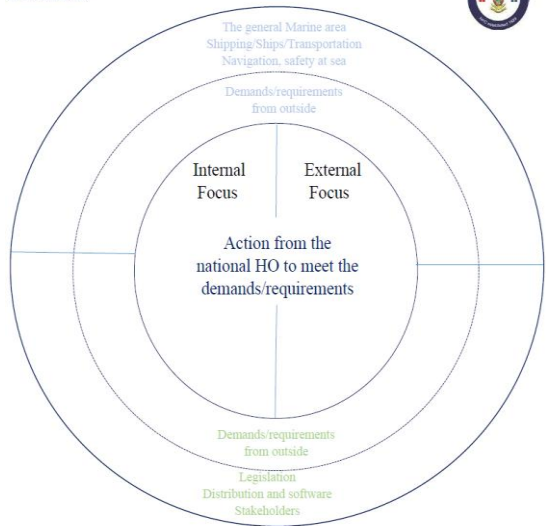 The general Marine area
Shipping/Ships/Transportation
Navigation, safety at sea
Demands/requirements
from outside
Internal
Focus
External
Focus
Action from the
national HO to meet the
demands/requirements
Demands/requirements
from outside
Legislation
Distribution and software
Stakeholders